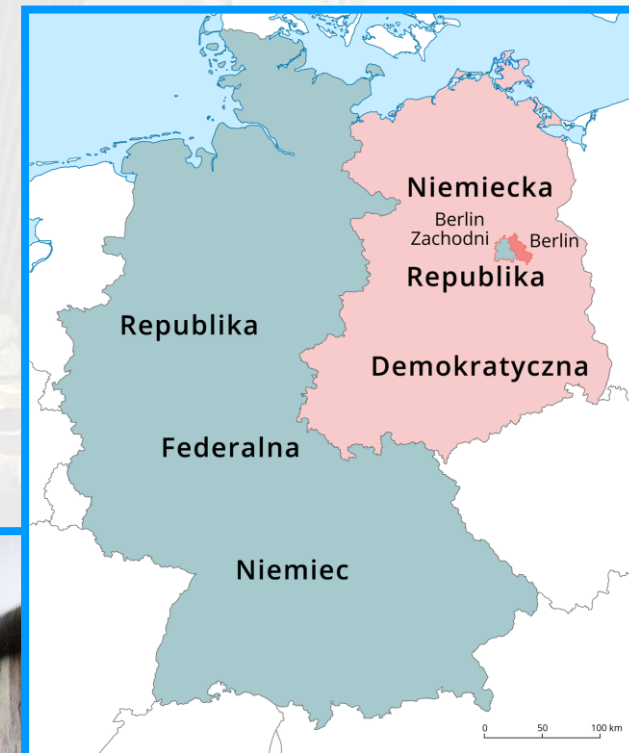 Niemiecka
Berlin
Zachodni
Berlin
Republika
Demokratyczna
Republika
Federalna
Niemiec
0 50 100 km